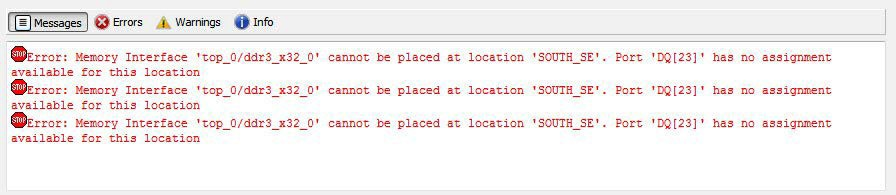 Messages Errors Warnings Info
STOP Error: Memory Interface 'top_0/ddr3_x32_0' cannot be placed at location 'SOUTH_SE'. Port 'DQ[23]' has no assignment
available for this location
STOP Error: Memory Interface 'top_0/ddr3_x32_0' cannot be placed at location 'SOUTH_SE'. Port 'DQ[23]' has no assignment
available for this location
STOP Error: Memory Interface 'top_0/ddr3_x32_0' cannot be placed at location 'SOUTH_SE'. Port 'DQ[23]' has no assignment
available for this location